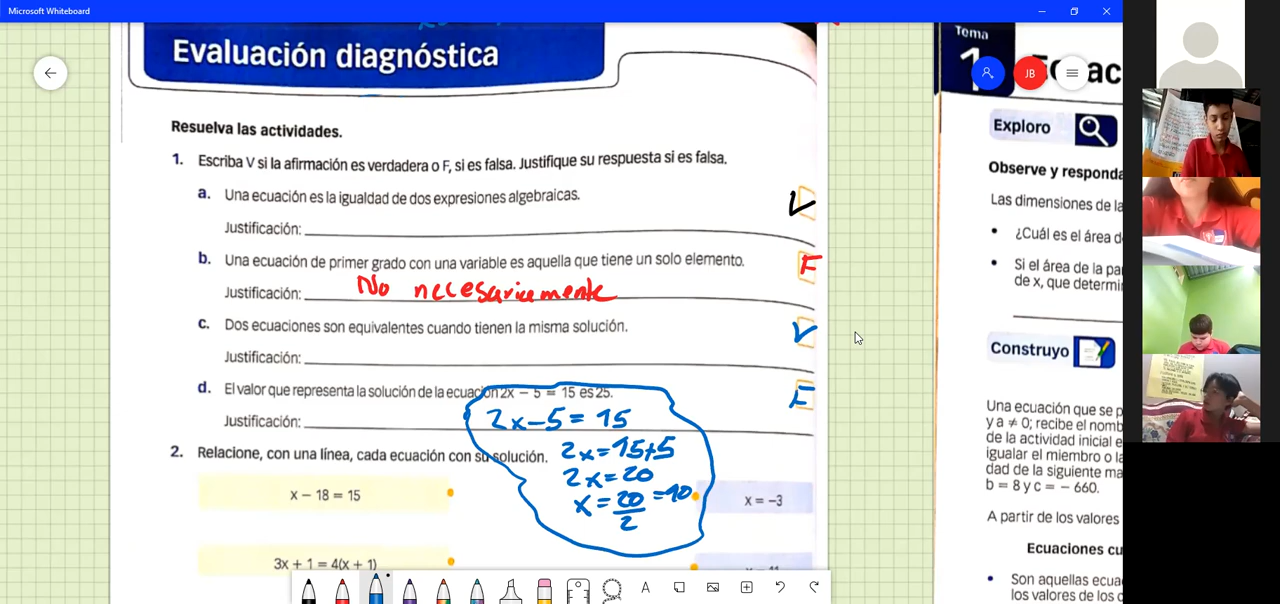 Microsoft Whiteboard
Evaluación diagnóstica
Resuelva las actividades.
1. Escriba V si la afirmación es verdadera o F, si es falsa. Justifique su respuesta si es falsa.
a. Una ecuación es la igualdad de dos expresiones algebraicas.
V
Justificación:
b. Una ecuación de primer grado con una variable es aquella que tiene un solo elemento.
F
Justificación: No necesariamente
c. Dos ecuaciones son equivalentes cuando tienen la misma solución.
V
Justificación:
d. El valor que representa la solución de la ecuación 2x − 5 = 15 es 25.
F
Justificación:
2x-5=15
2x=15+5
2x=20
x=20/2=10
2. Relacione, con una línea, cada ecuación con su solución.
x − 18 = 15
x = −3
3x + 1 = 4(x + 1)
Tema
1
JB
Exploro
Observe y responda
Las dimensiones de la
• ¿Cuál es el área d
• Si el área de la pa
de x, que determi
Construyo
Una ecuación que se p
y a ≠ 0; recibe el nomb
de la actividad inicial e
igualar el miembro o la
dad de la siguiente ma
b = 8 y c = − 660.
A partir de los valores
Ecuaciones cu
• Son aquellas ecua
los valores de los c
A